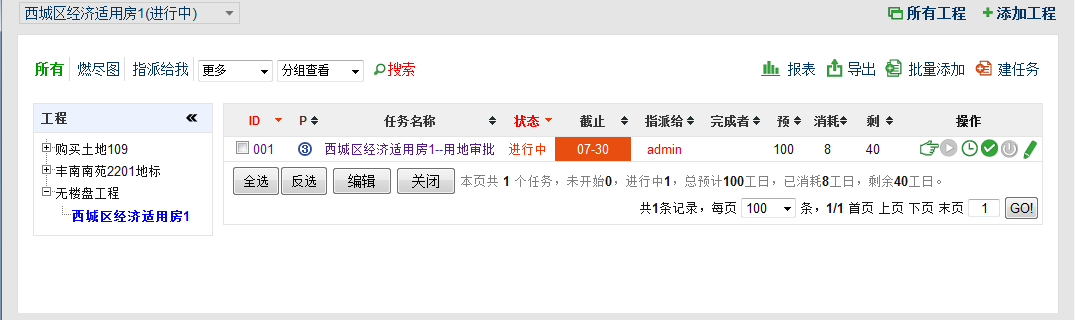 西城区经济适用房1(进行中) 所有工程 添加工程
所有 燃尽图 指派给我 更多 分组查看 搜索 报表 导出 批量添加 建任务
工程
购买土地109
丰南南苑2201地标
无楼盘工程
西城区经济适用房1
ID P 任务名称 状态 截止 指派给 完成者 预 消耗 剩 操作
001 3 西城区经济适用房1--用地审批 进行中 07-30 admin 100 8 40
全选 反选 编辑 关闭 本页共 1 个任务，未开始0，进行中1，总预计100工日，已消耗8工日，剩余40工日。
共1条记录，每页 100 条，1/1 首页 上页 下页 末页 1 GO!